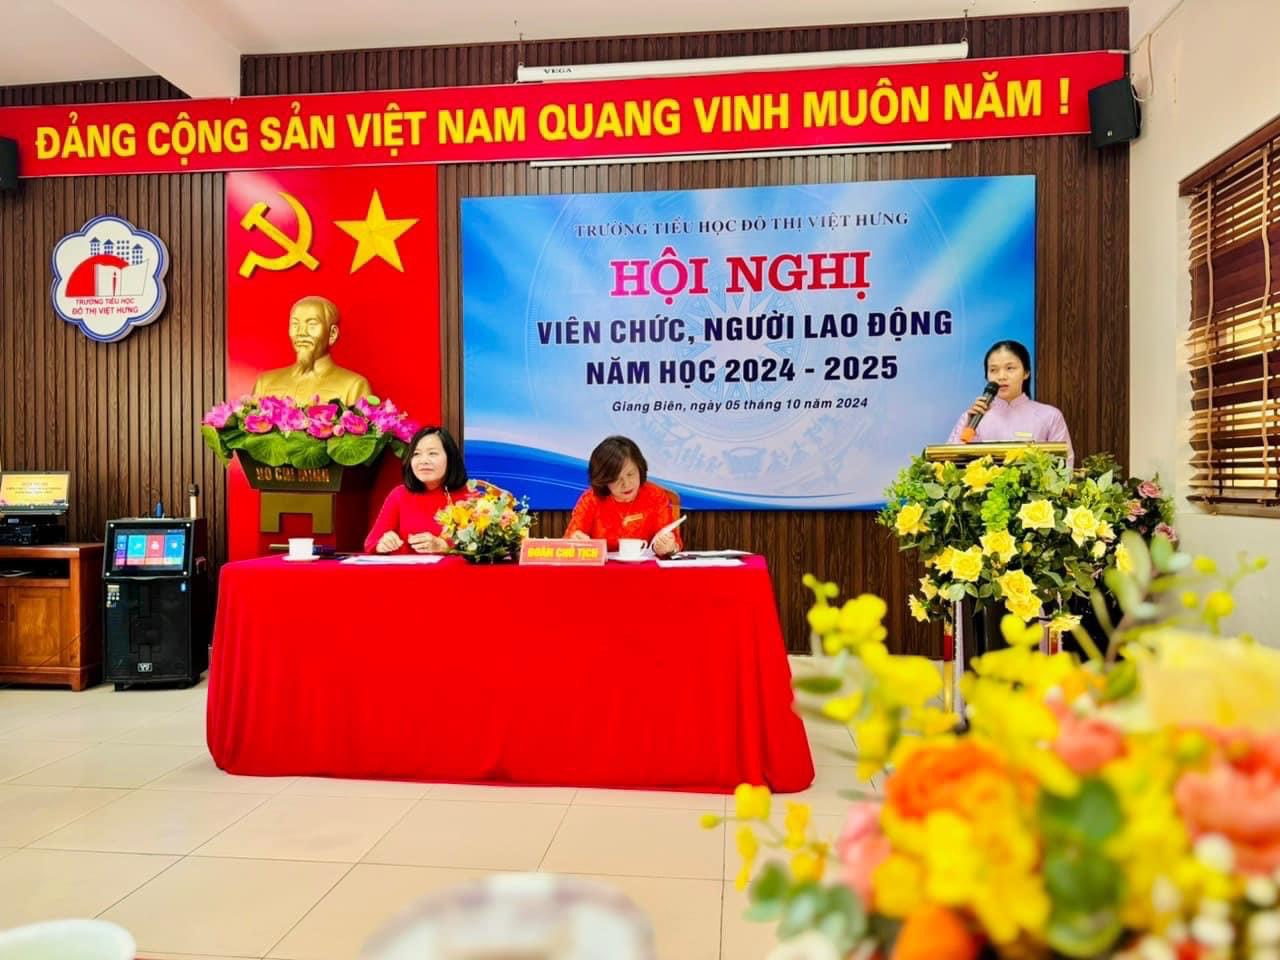 VEGA
ĐẢNG CỘNG SẢN VIỆT NAM QUANG VINH MUÔN NĂM !
TRƯỜNG TIỂU HỌC ĐÔ THỊ VIỆT HƯNG
HỘI NGHỊ
VIÊN CHỨC, NGƯỜI LAO ĐỘNG
NĂM HỌC 2024 - 2025
Giang Biên, ngày 05 tháng 10 năm 2024
TRƯỜNG TIỂU HỌC
ĐÔ THỊ VIỆT HƯNG
HO CHI MINH
ĐOÀN CHỦ TỊCH